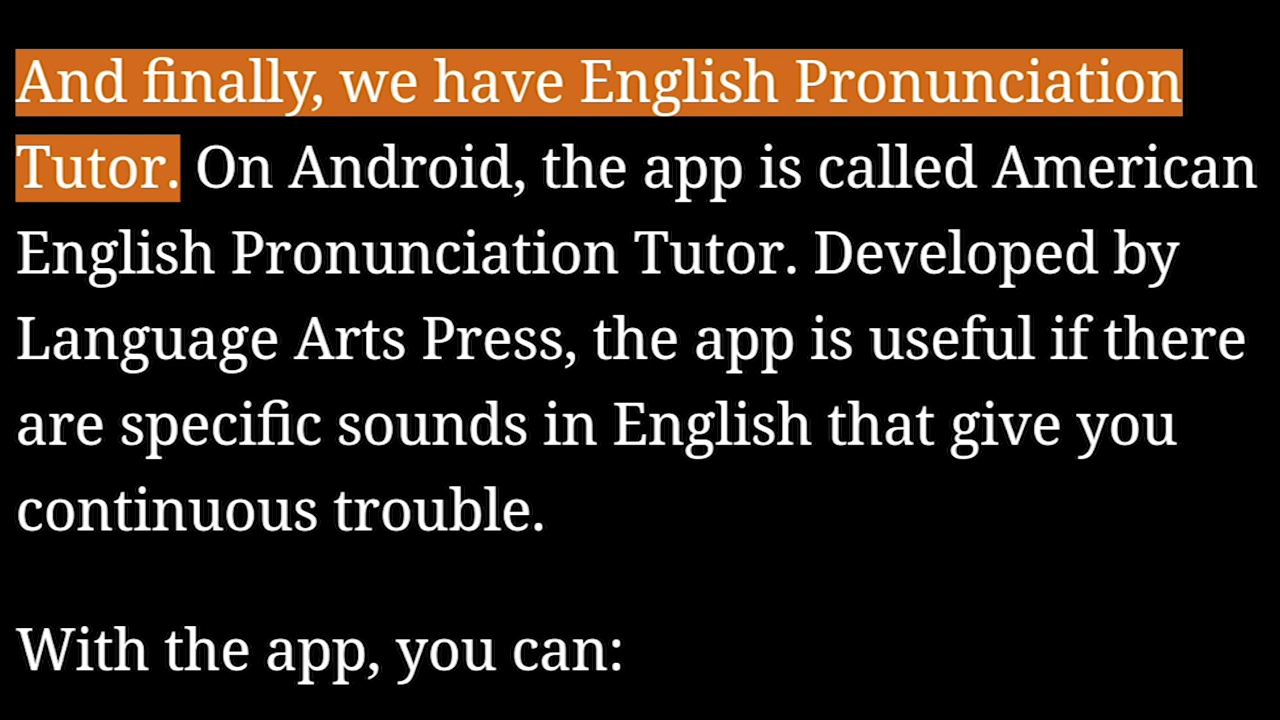 And finally, we have English Pronunciation
Tutor. On Android, the app is called American
English Pronunciation Tutor. Developed by
Language Arts Press, the app is useful if there
are specific sounds in English that give you
continuous trouble.
With the app, you can: